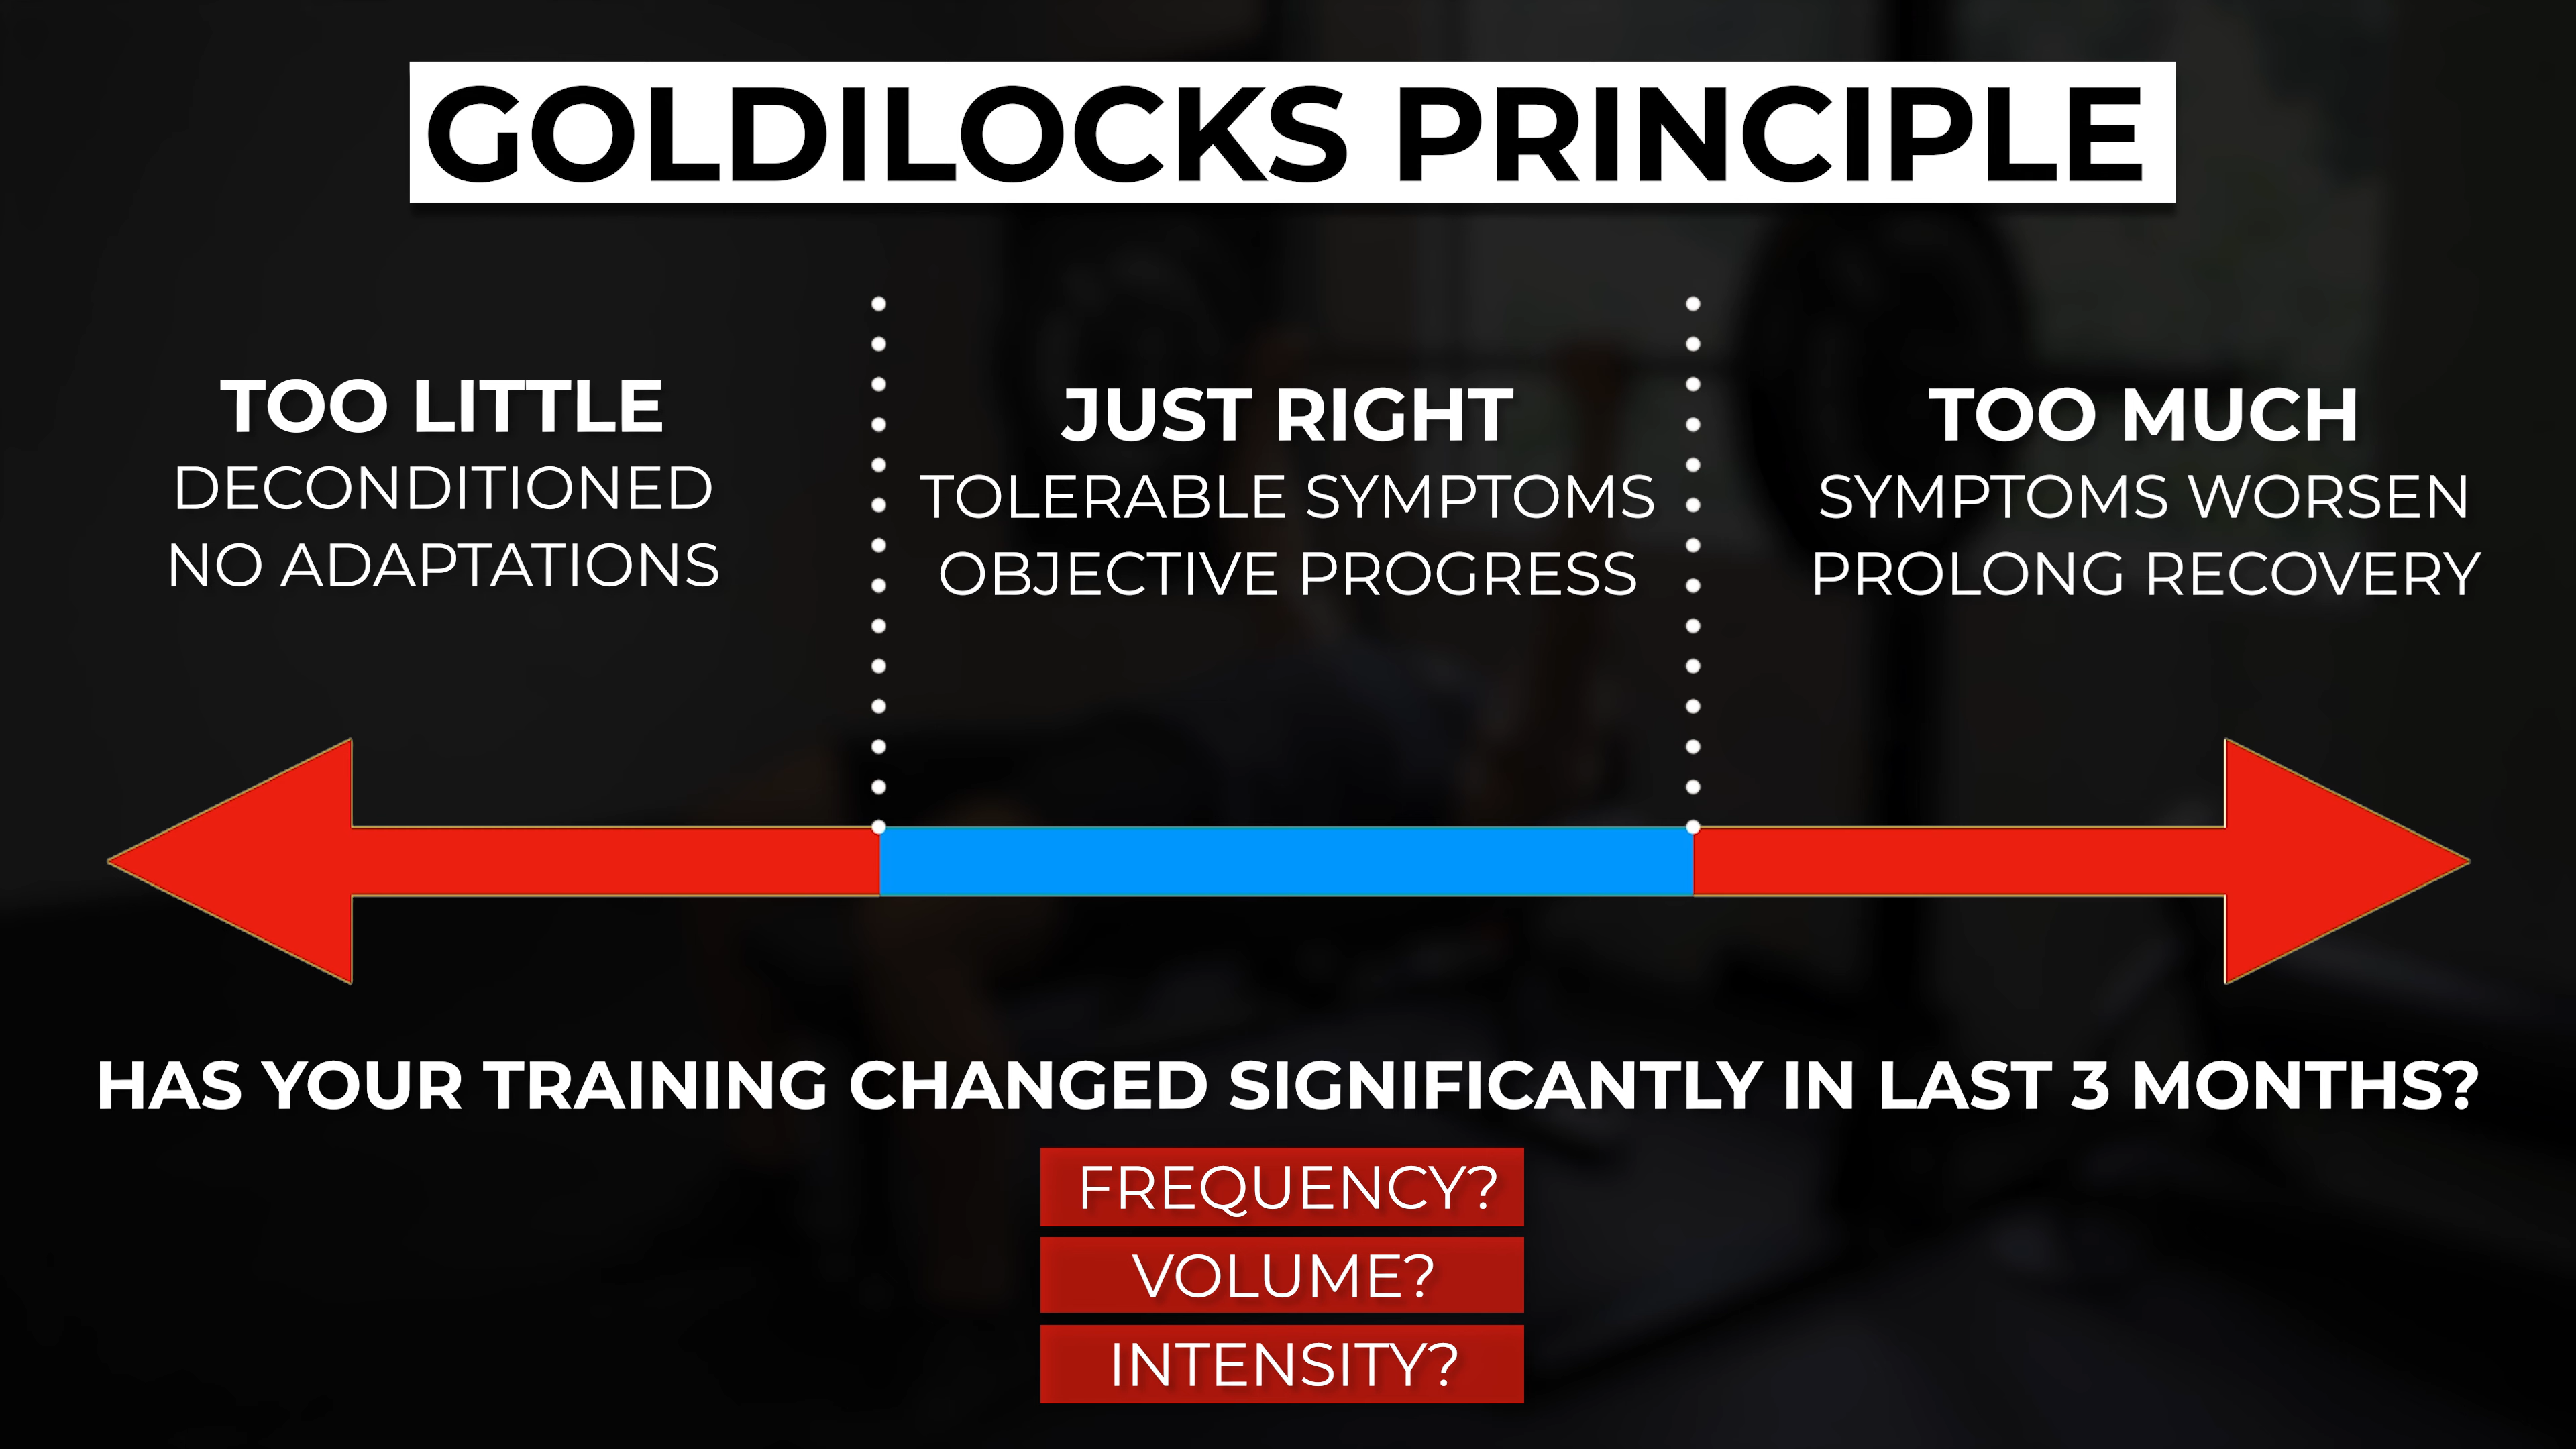 GOLDILOCKS PRINCIPLE
TOO LITTLE
DECONDITIONED
NO ADAPTATIONS
JUST RIGHT
TOLERABLE SYMPTOMS
OBJECTIVE PROGRESS
TOO MUCH
SYMPTOMS WORSEN
PROLONG RECOVERY
HAS YOUR TRAINING CHANGED SIGNIFICANTLY IN LAST 3 MONTHS?
FREQUENCY?
VOLUME?
INTENSITY?